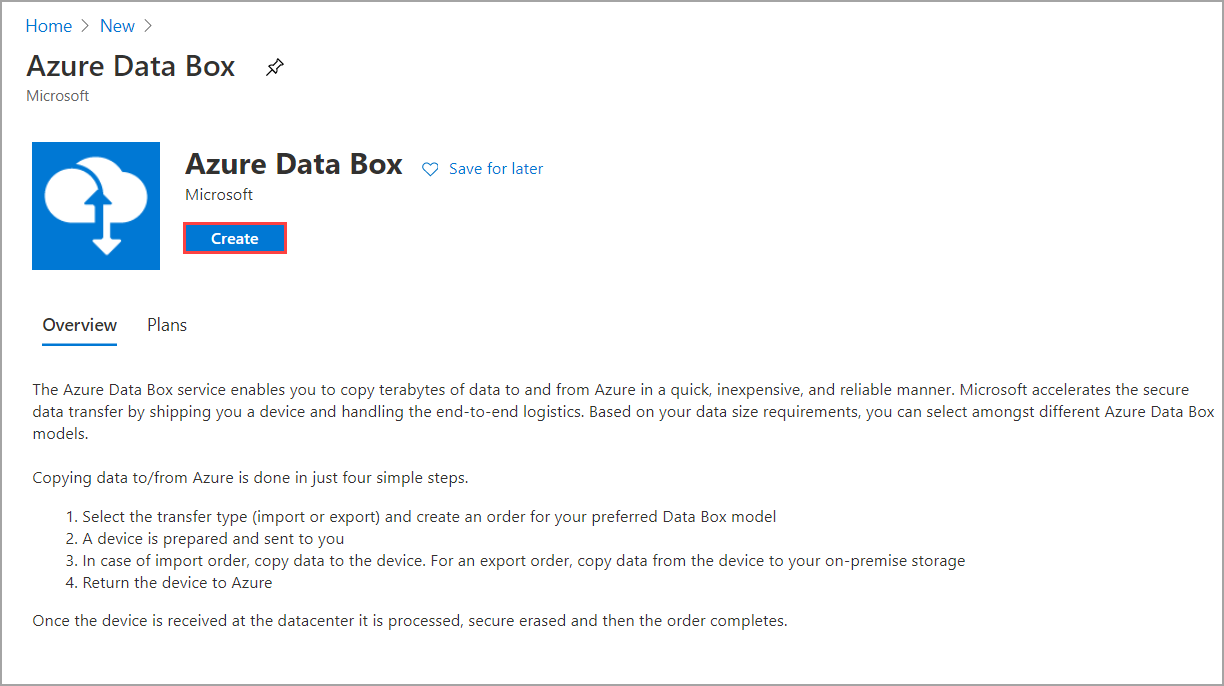 Home > New >
Azure Data Box
Microsoft
Azure Data Box
Save for later
Microsoft
Create
Overview Plans
The Azure Data Box service enables you to copy terabytes of data to and from Azure in a quick, inexpensive, and reliable manner. Microsoft accelerates the secure
data transfer by shipping you a device and handling the end-to-end logistics. Based on your data size requirements, you can select amongst different Azure Data Box
models.
Copying data to/from Azure is done in just four simple steps.
1. Select the transfer type (import or export) and create an order for your preferred Data Box model
2. A device is prepared and sent to you
3. In case of import order, copy data to the device. For an export order, copy data from the device to your on-premise storage
4. Return the device to Azure
Once the device is received at the datacenter it is processed, secure erased and then the order completes.